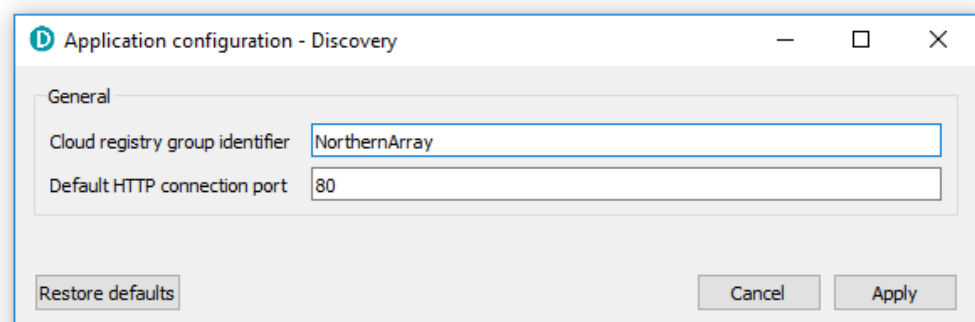 D Application configuration - Discovery
General
Cloud registry group identifier NorthernArray
Default HTTP connection port 80
Restore defaults Cancel Apply